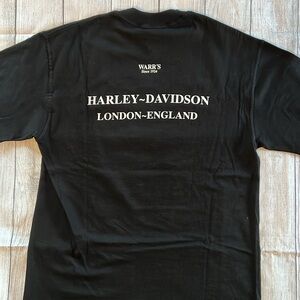 WARR'S
Since 1924
HARLEY~DAVIDSON
LONDON~ENGLAND